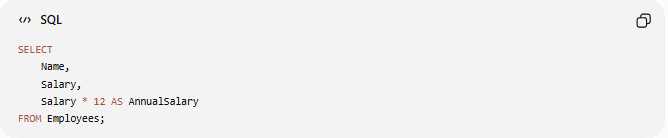 SQL
SELECT
    Name,
    Salary,
    Salary * 12 AS AnnualSalary
FROM Employees;